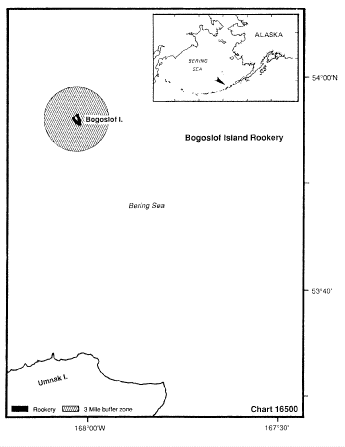 ALASKA
BERING
SEA
54°00'N
Bogoslof I.
Bogoslof Island Rookery
Bering Sea
53°40'
Umnak I.
Rookery
3 Mile buffer zone
Chart 16500
168°00'W
167°30'